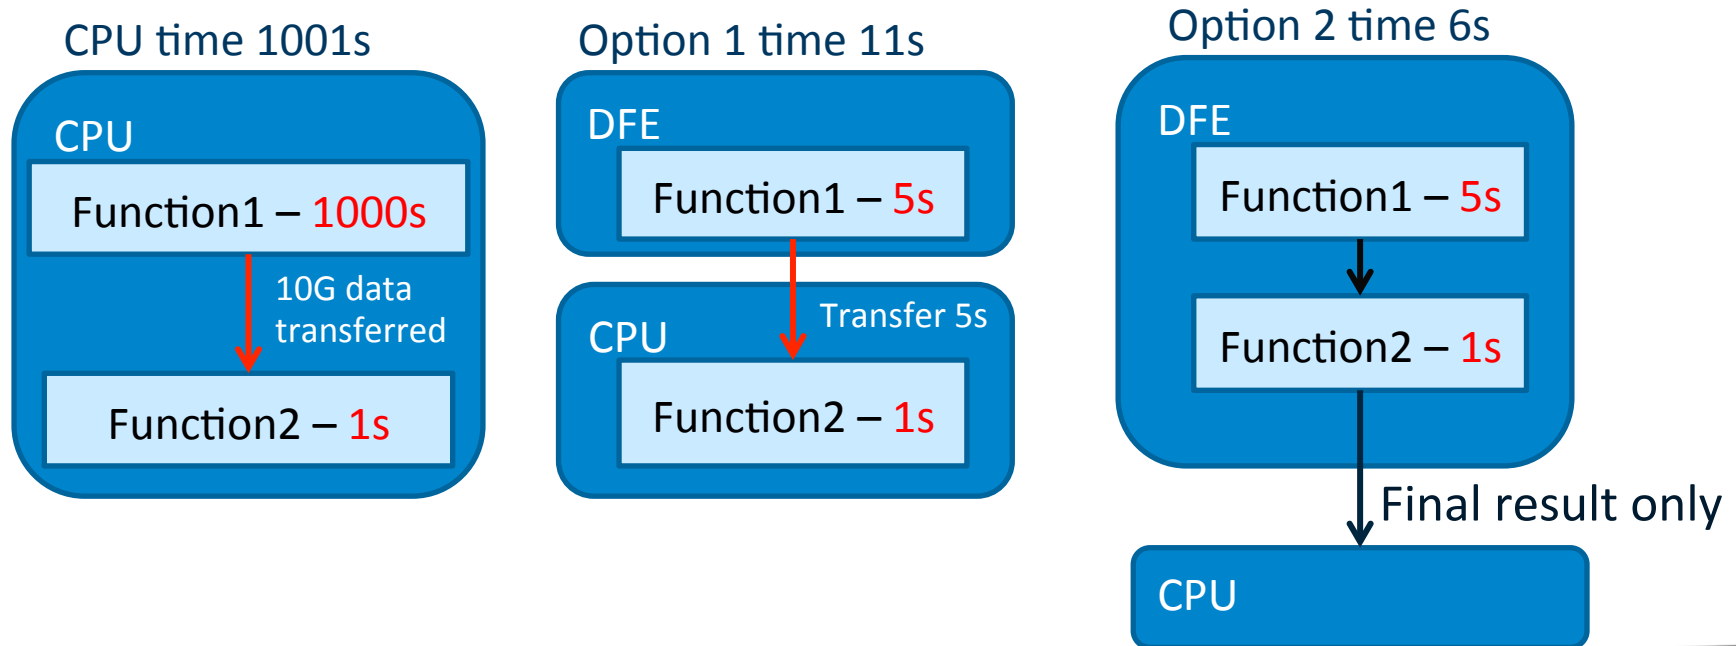 CPU time 1001s
CPU
Function1 – 1000s
10G data
transferred
Function2 – 1s
Option 1 time 11s
DFE
Function1 – 5s
Transfer 5s
CPU
Function2 – 1s
Option 2 time 6s
DFE
Function1 – 5s
Function2 – 1s
Final result only
CPU